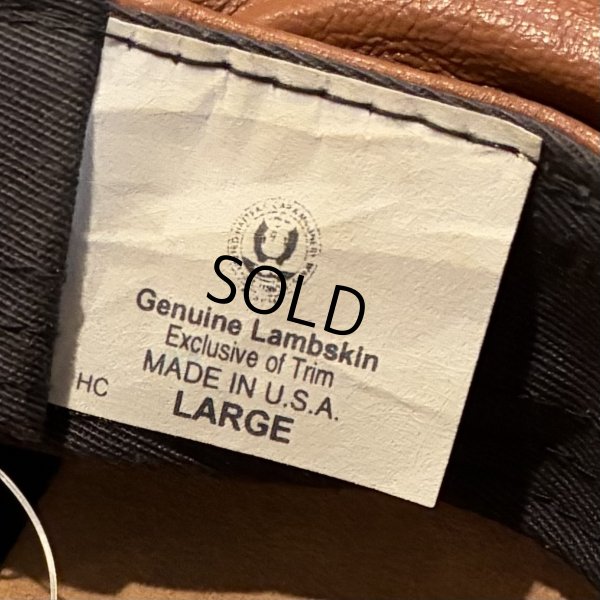 SOLD
Genuine Lambskin
Exclusive of Trim
MADE IN U.S.A.
HC
LARGE